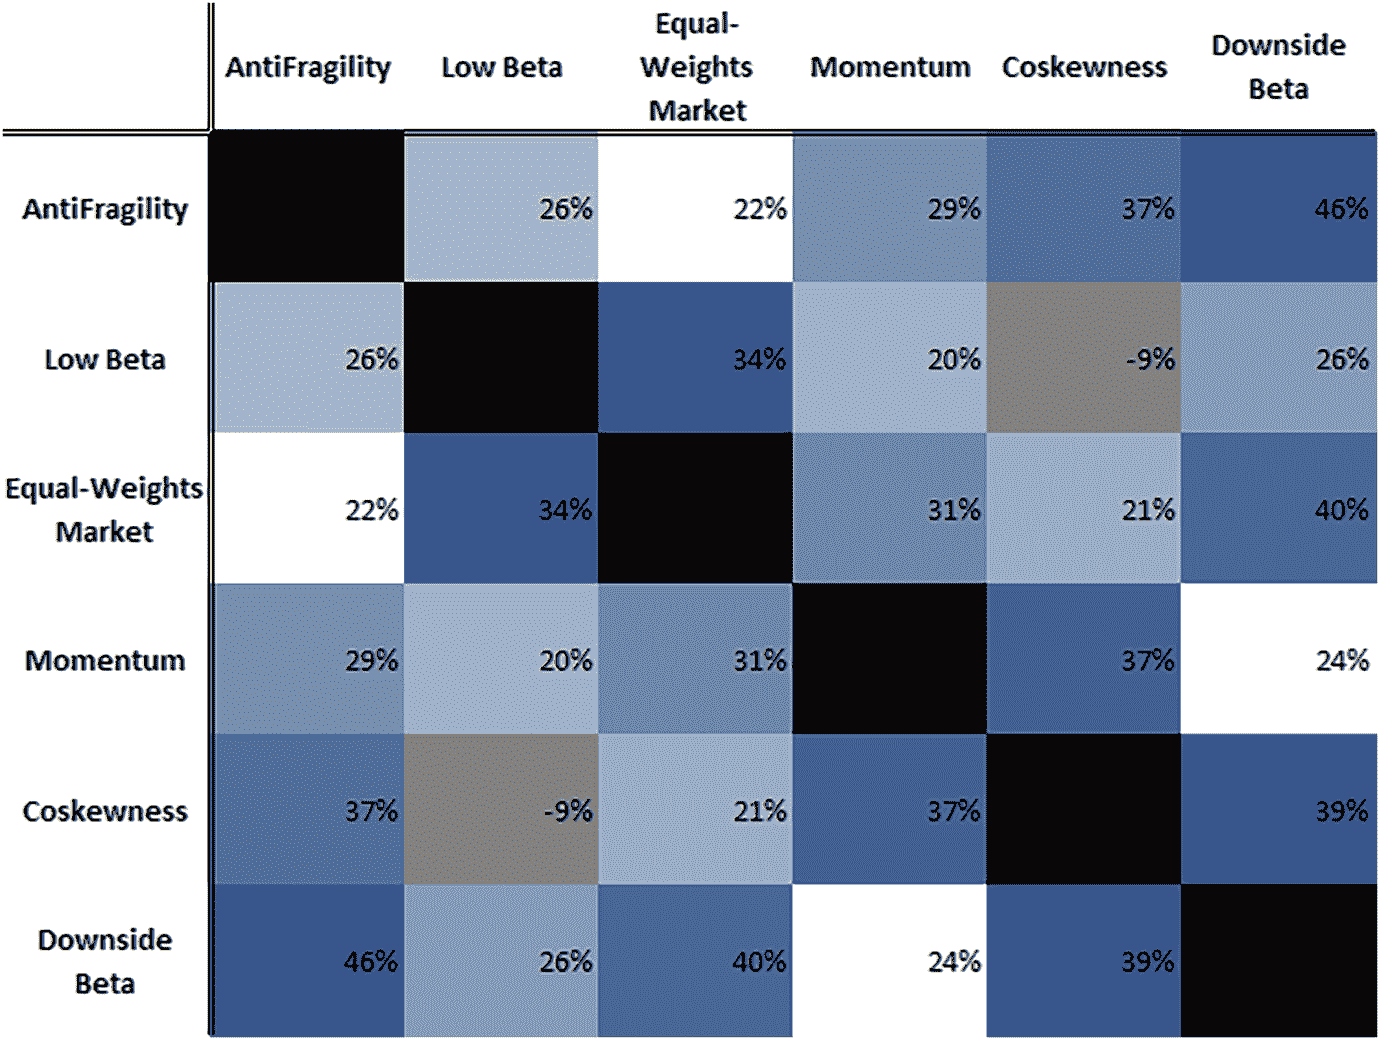 Equal-
Weights
Market
Downside
Beta
AntiFragility Low Beta Momentum Coskewness
AntiFragility 26% 22% 29% 37% 46%
Low Beta 26% 34% 20% -9% 26%
Equal-Weights
Market
22% 34% 31% 21% 40%
Momentum 29% 20% 31% 37% 24%
Coskewness 37% -9% 21% 37% 39%
Downside
Beta
46% 26% 40% 24% 39%